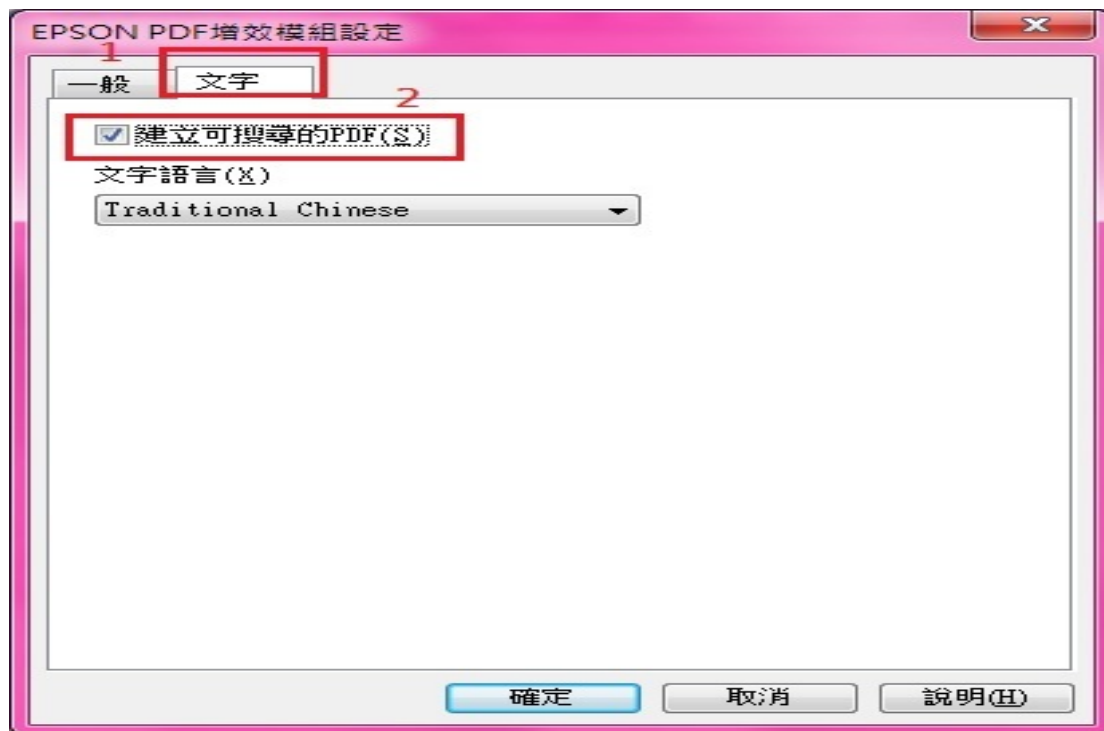 EPSON PDF增效模組設定
1
一般 文字
2
建立可搜尋的PDF(S)
文字語言(X)
Traditional Chinese
確定 取消 說明(H)